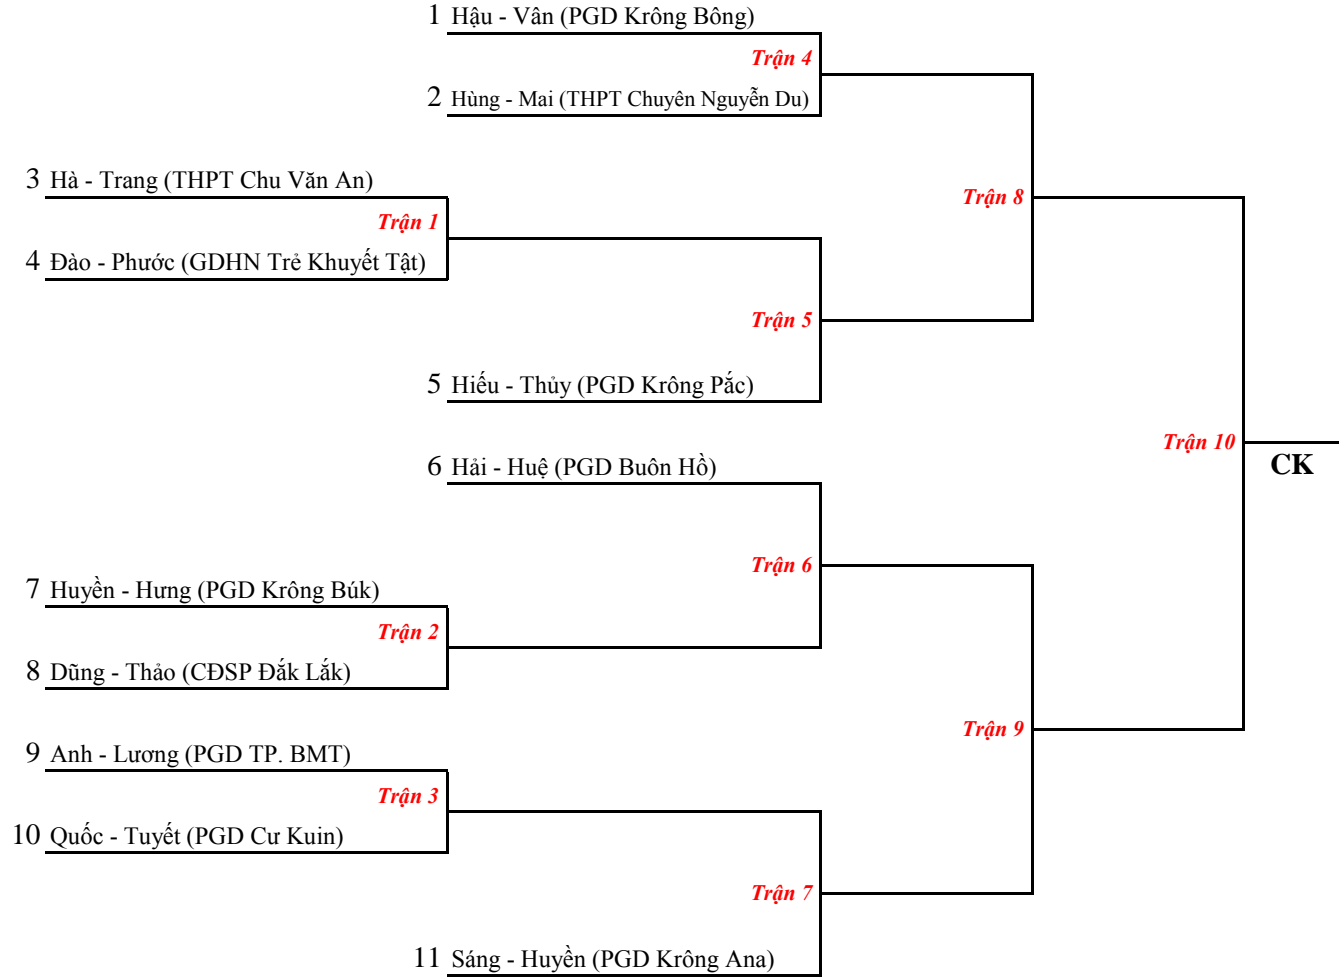 1 Hậu - Vân (PGD Krông Bông)
Trận 4
2 Hùng - Mai (THPT Chuyên Nguyễn Du)
3 Hà - Trang (THPT Chu Văn An)
Trận 8
Trận 1
4 Đào - Phước (GDHN Trẻ Khuyết Tật)
Trận 5
5 Hiếu - Thủy (PGD Krông Pắc)
Trận 10
CK
6 Hải - Huệ (PGD Buôn Hồ)
Trận 6
7 Huyền - Hưng (PGD Krông Búk)
Trận 2
8 Dũng - Thảo (CĐSP Đắk Lắk)
Trận 9
9 Anh - Lương (PGD TP. BMT)
Trận 3
10 Quốc - Tuyết (PGD Cư Kuin)
Trận 7
11 Sáng - Huyền (PGD Krông Ana)